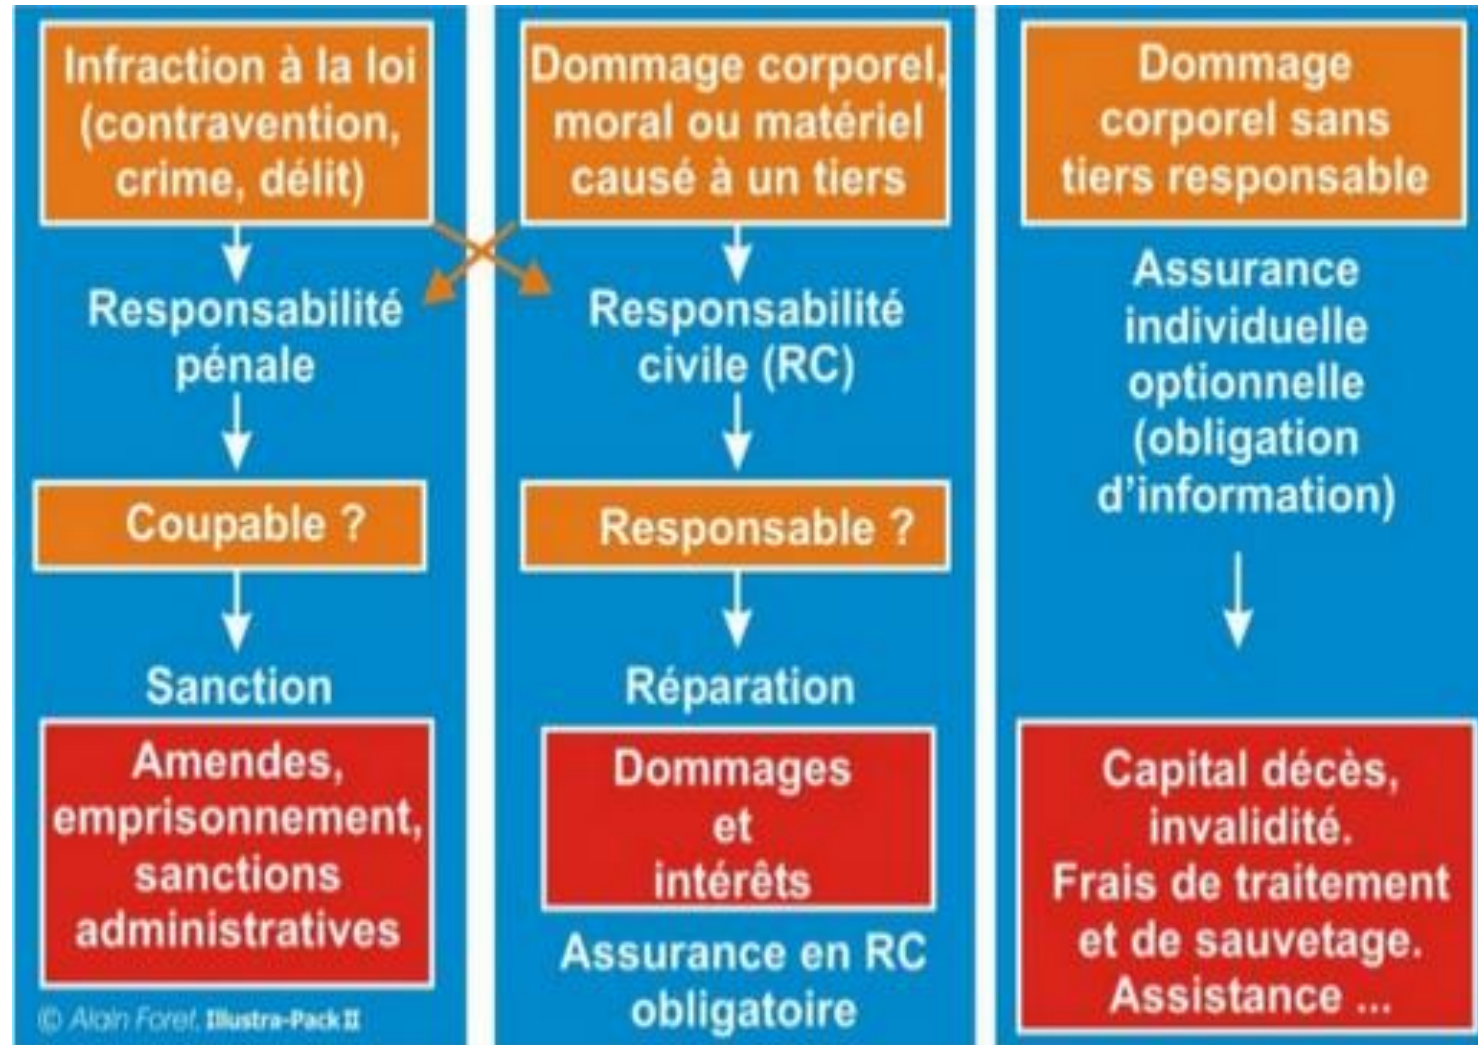 Infraction à la loi
(contravention,
crime, délit)
Responsabilité
pénale
Coupable ?
Sanction
Amendes,
emprisonnement,
sanctions
administratives
© Alain Foret, Illustra-Pack II
Dommage corporel,
moral ou matériel
causé à un tiers
Responsabilité
civile (RC)
Responsable ?
Réparation
Dommages
et
intérêts
Assurance en RC
obligatoire
Dommage
corporel sans
tiers responsable
Assurance
individuelle
optionnelle
(obligation
d'information)
Capital décès,
invalidité.
Frais de traitement
et de sauvetage.
Assistance ...